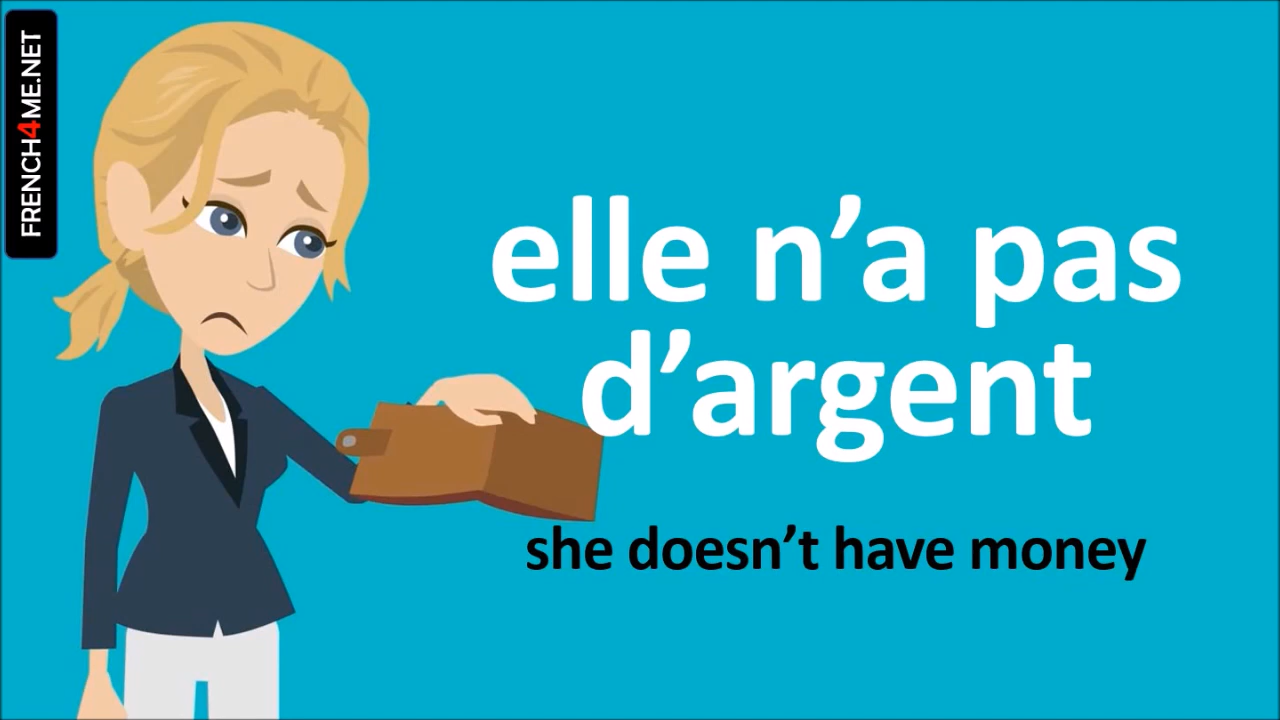 FRENCH4ME.NET
elle n’a pas
d’argent
she doesn’t have money